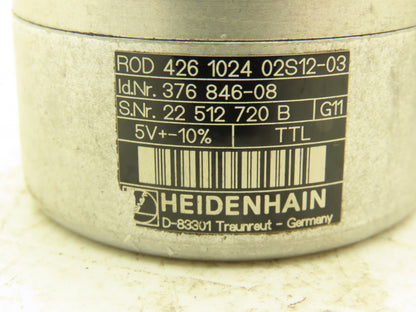 ROD 426 1024 02S12-03
Id.Nr. 376 846-08
S.Nr. 22 512 720 B G11
5V+-10% TTL
HEIDENHAIN
D-83301 Traunreut - Germany